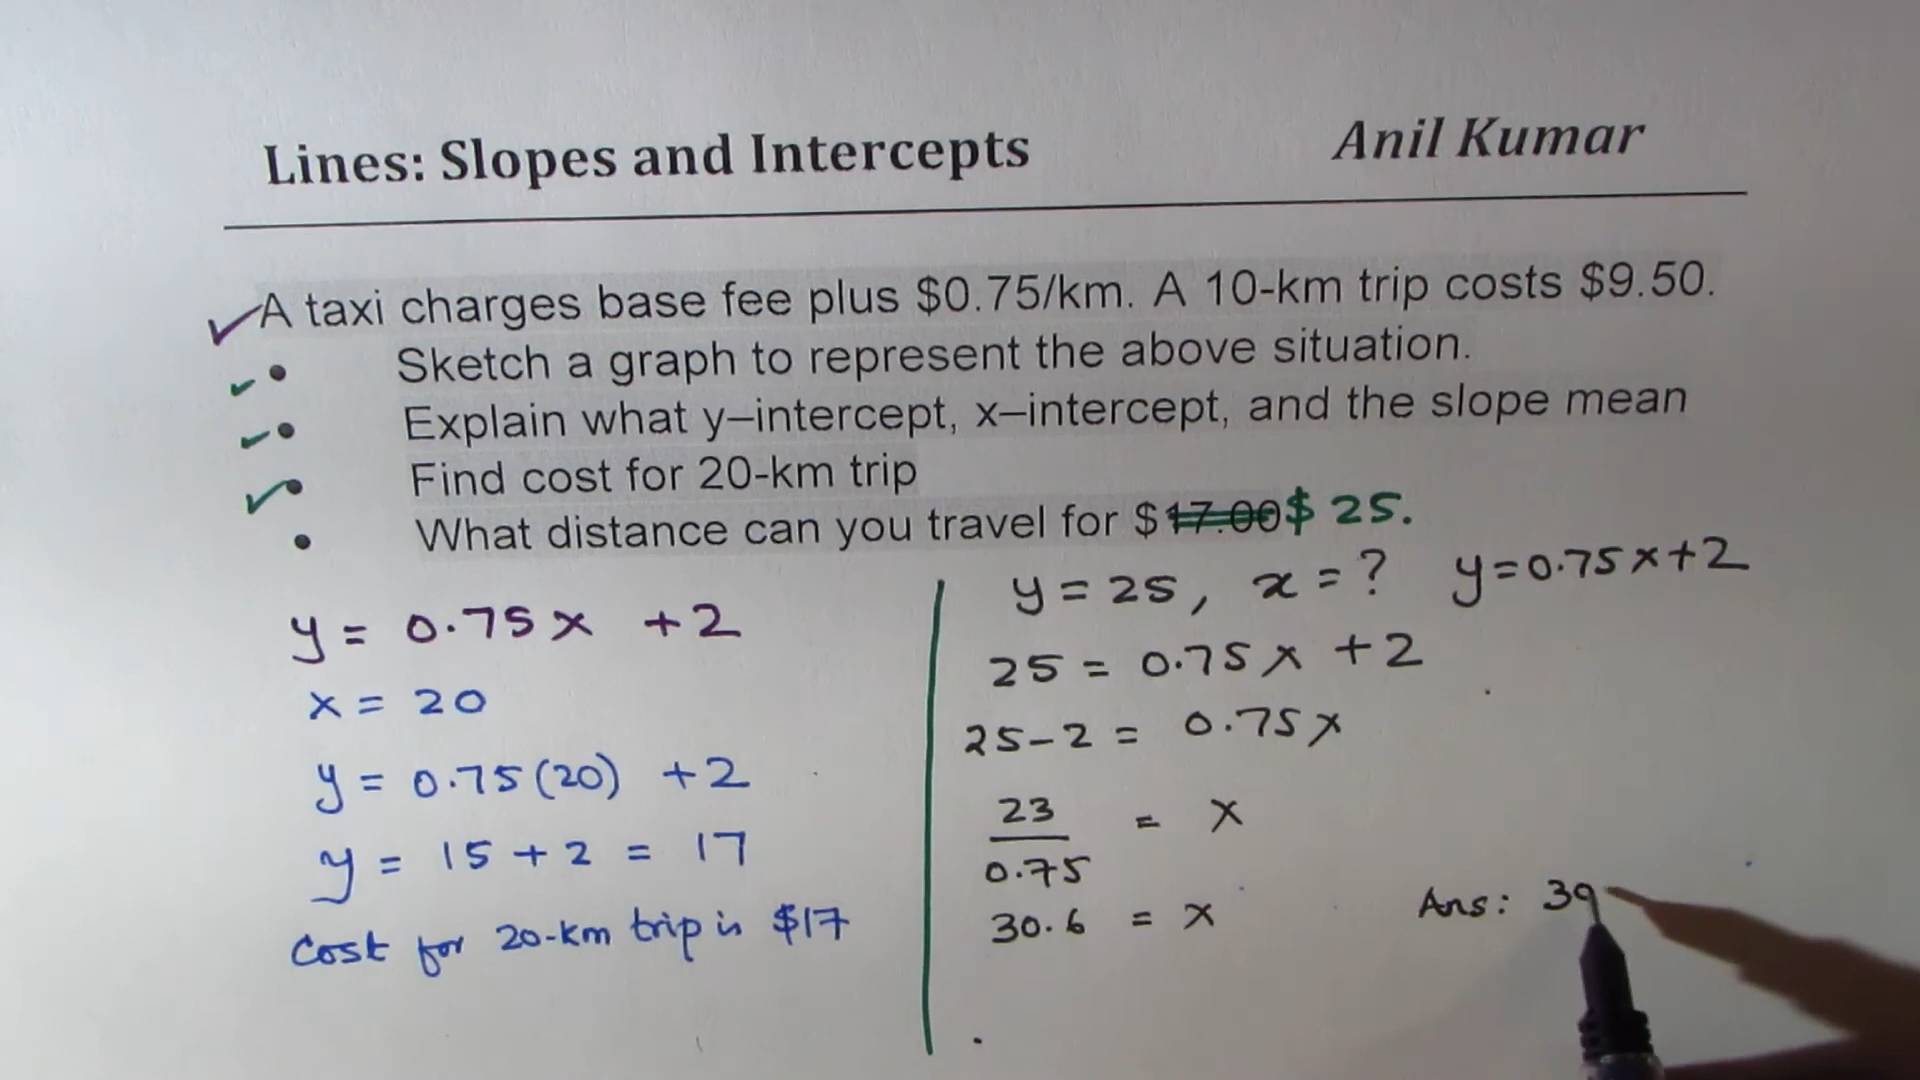 Lines: Slopes and Intercepts Anil Kumar
A taxi charges base fee plus $0.75/km. A 10-km trip costs $9.50.
• Sketch a graph to represent the above situation.
• Explain what y–intercept, x–intercept, and the slope mean
• Find cost for 20-km trip
• What distance can you travel for $17.00 $ 25.
y = 0.75x + 2
x = 20
y = 0.75(20) + 2
y = 15 + 2 = 17
Cost for 20-km trip is $17
y = 25, x = ? y = 0.75x + 2
25 = 0.75x + 2
25 - 2 = 0.75x
23/0.75 = x
30.6 = x
Ans: 3